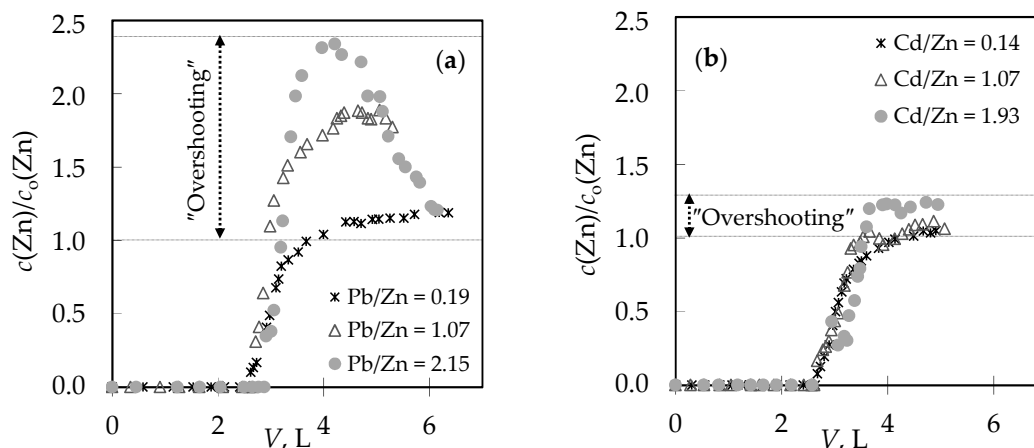 2.5
2.0
1.5
1.0
0.5
0.0
c(Zn)/cₒ(Zn)
"Overshooting"
(a)
Pb/Zn = 0.19
Pb/Zn = 1.07
Pb/Zn = 2.15
0 2 4 6
V, L
2.5
2.0
1.5
1.0
0.5
0.0
c(Zn)/cₒ(Zn)
(b)
Cd/Zn = 0.14
Cd/Zn = 1.07
Cd/Zn = 1.93
"Overshooting"
0 2 4 6
V, L